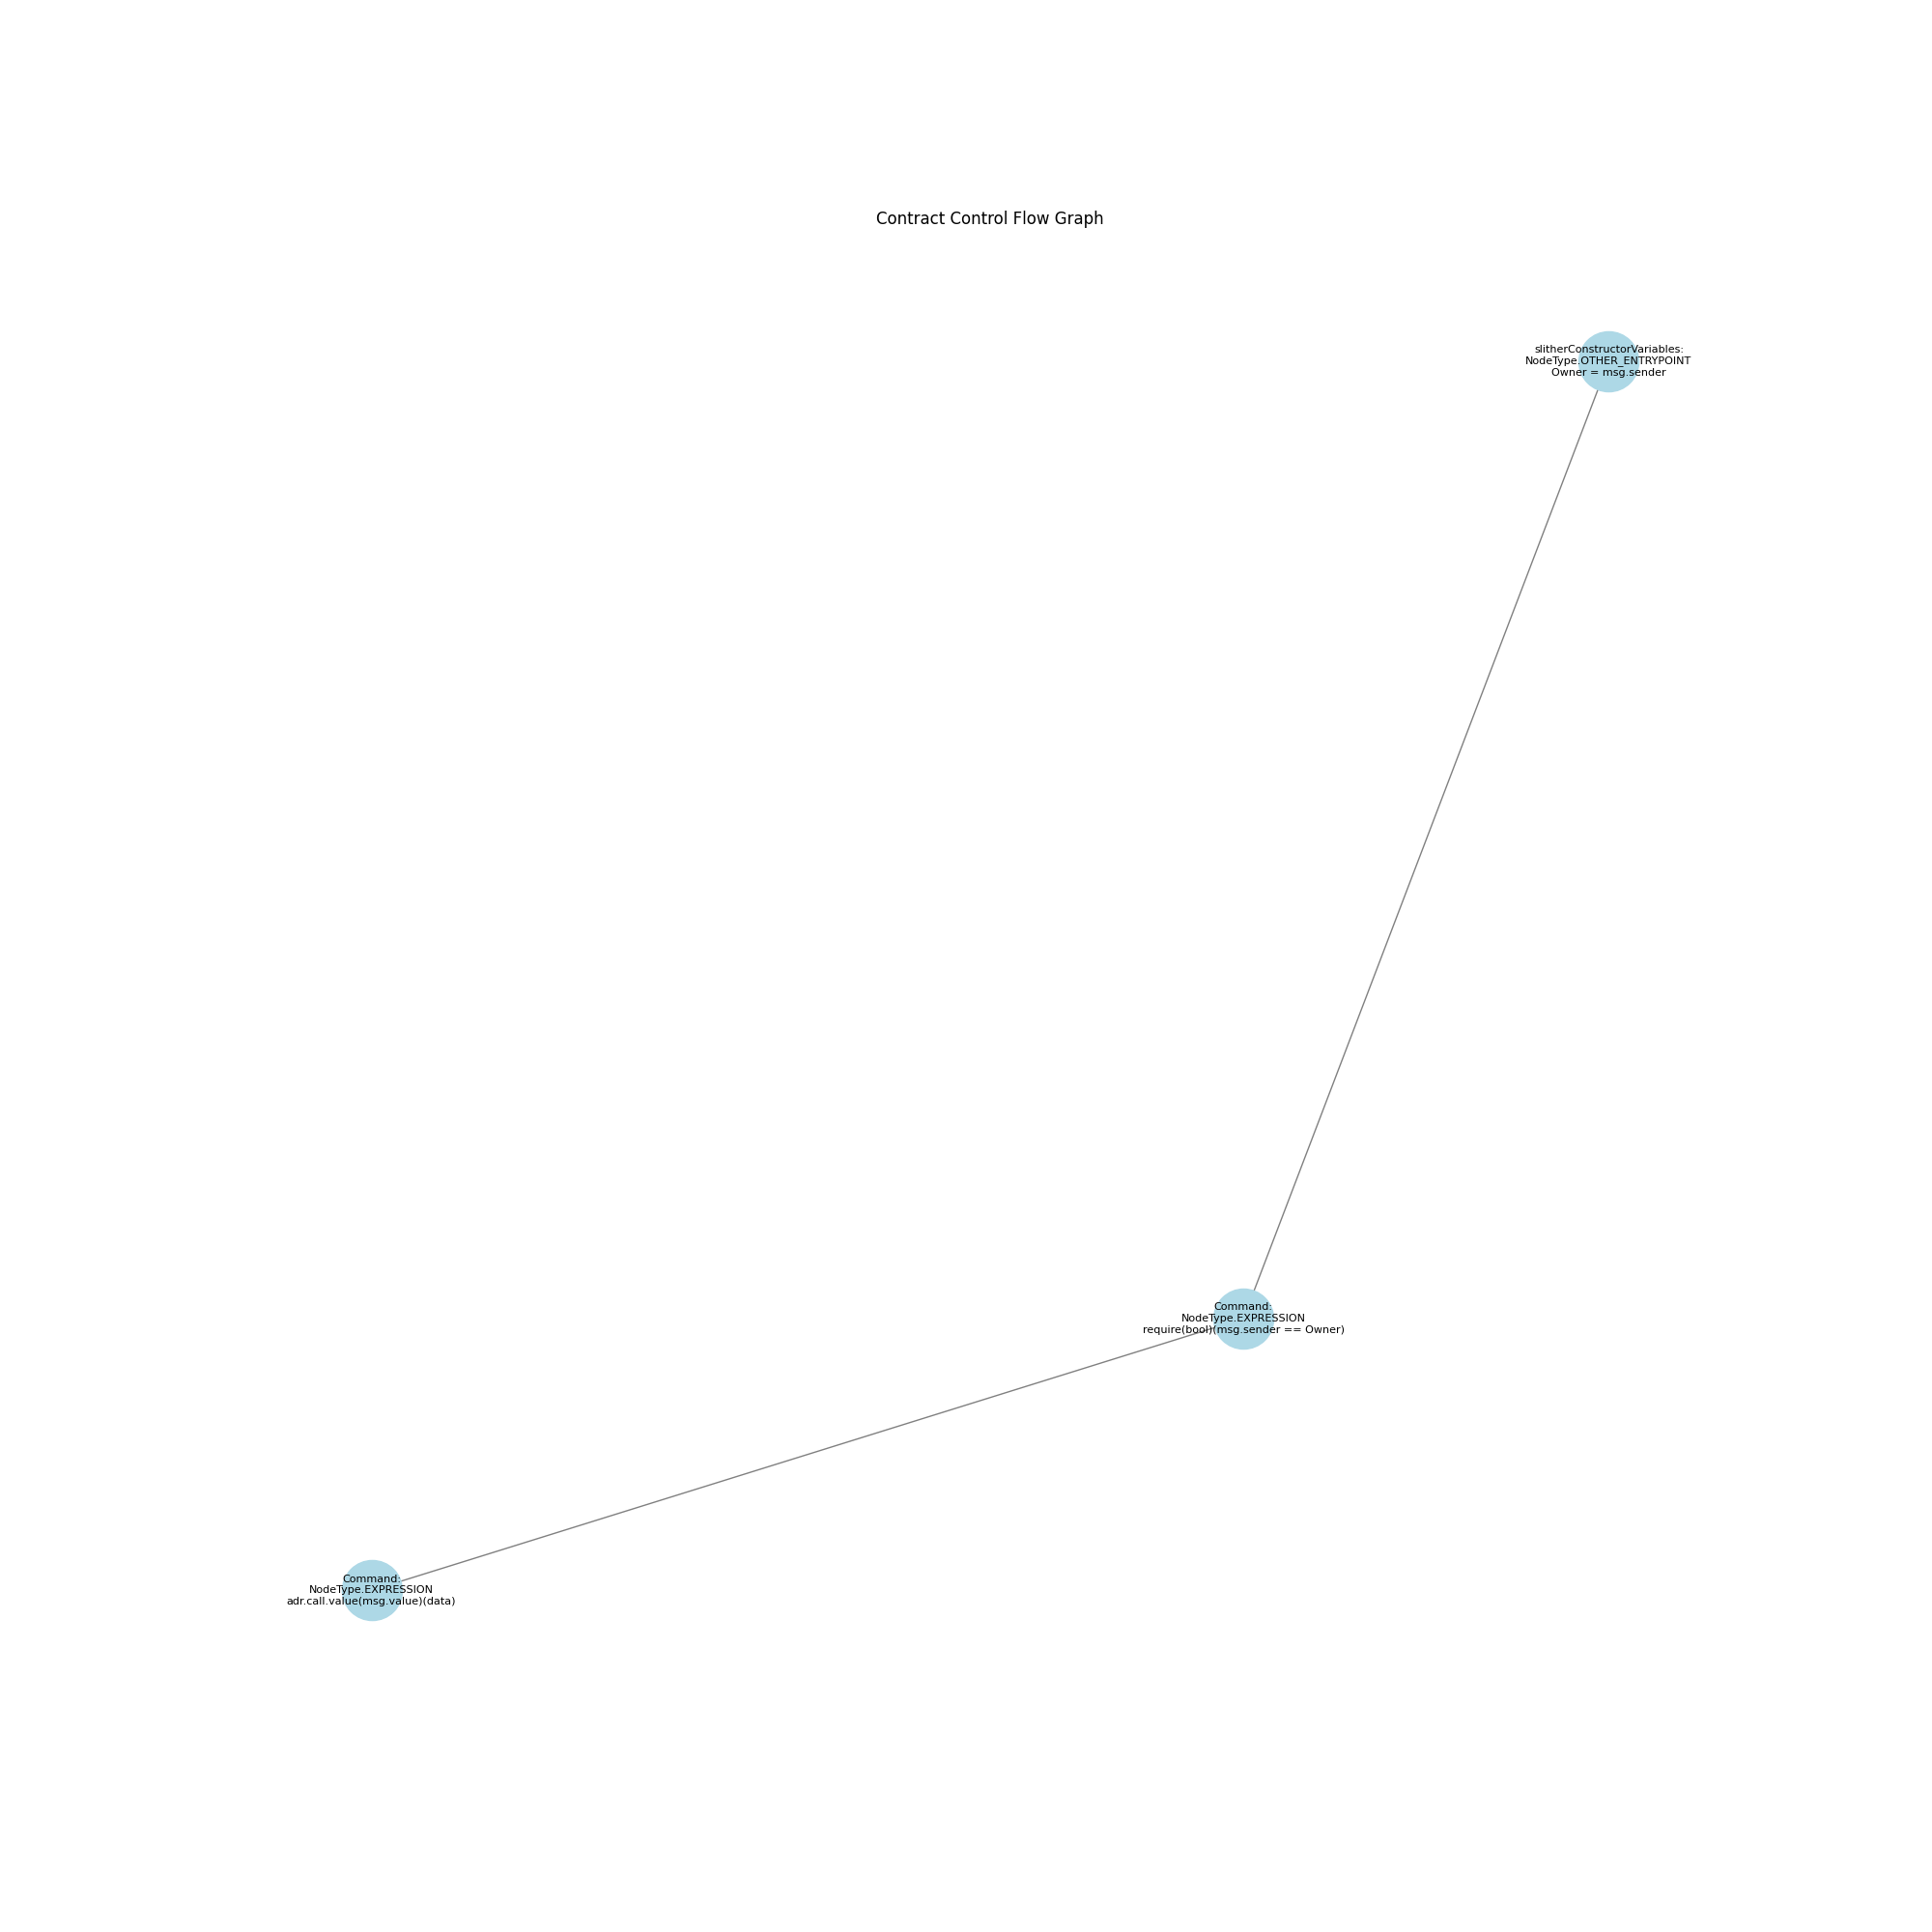 Contract Control Flow Graph
slitherConstructorVariables:
NodeType.OTHER_ENTRYPOINT
Owner = msg.sender
Command:
NodeType.EXPRESSION
require(bool)(msg.sender == Owner)
Command:
NodeType.EXPRESSION
adr.call.value(msg.value)(data)